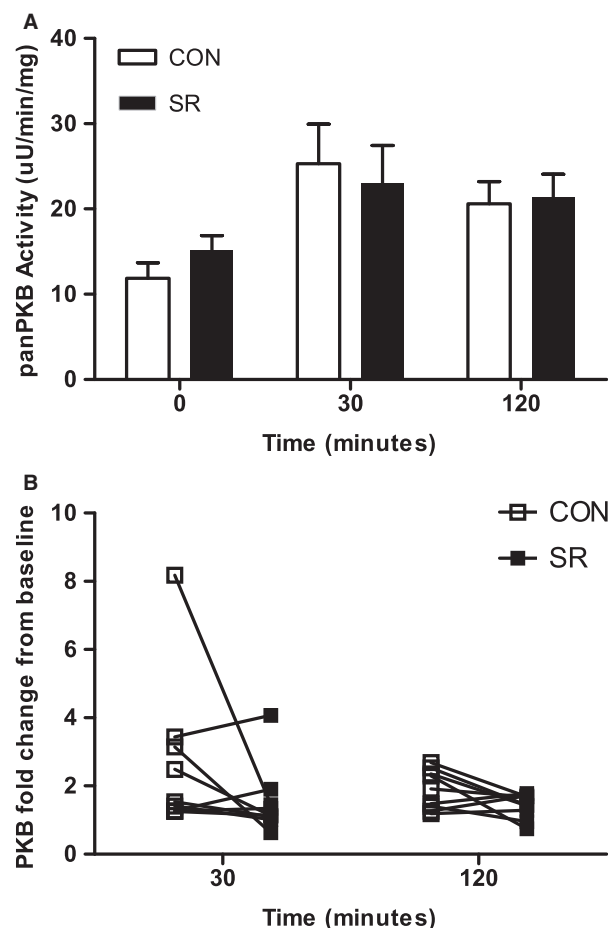 A
40
30
20
10
0
panPKB Activity (uU/min/mg)
CON
SR
0 30 120
Time (minutes)
B
10
8
6
4
2
0
PKB fold change from baseline
CON
SR
30 120
Time (minutes)